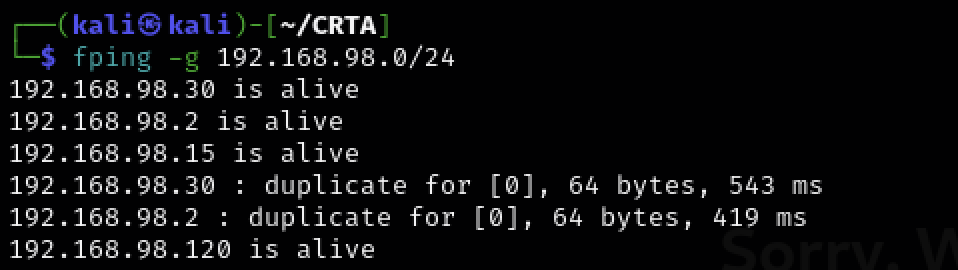 ┌──(kali㉿kali)-[~/CRTA]
└─$ fping -g 192.168.98.0/24
192.168.98.30 is alive
192.168.98.2 is alive
192.168.98.15 is alive
192.168.98.30 : duplicate for [0], 64 bytes, 543 ms
192.168.98.2 : duplicate for [0], 64 bytes, 419 ms
192.168.98.120 is alive
Sorry, W